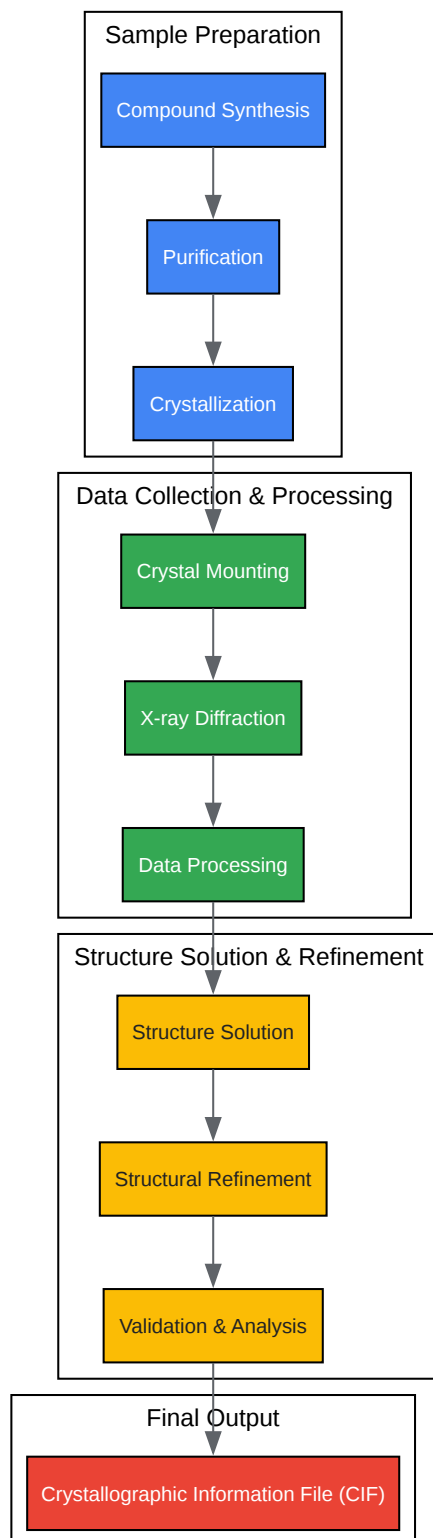 Sample Preparation
Compound Synthesis
Purification
Crystallization
Data Collection & Processing
Crystal Mounting
X-ray Diffraction
Data Processing
Structure Solution & Refinement
Structure Solution
Structural Refinement
Validation & Analysis
Final Output
Crystallographic Information File (CIF)